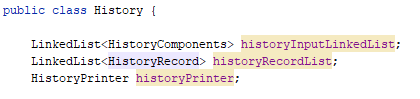 public class History {
LinkedList<HistoryComponents> historyInputLinkedList;
LinkedList<HistoryRecord> historyRecordList;
HistoryPrinter historyPrinter;